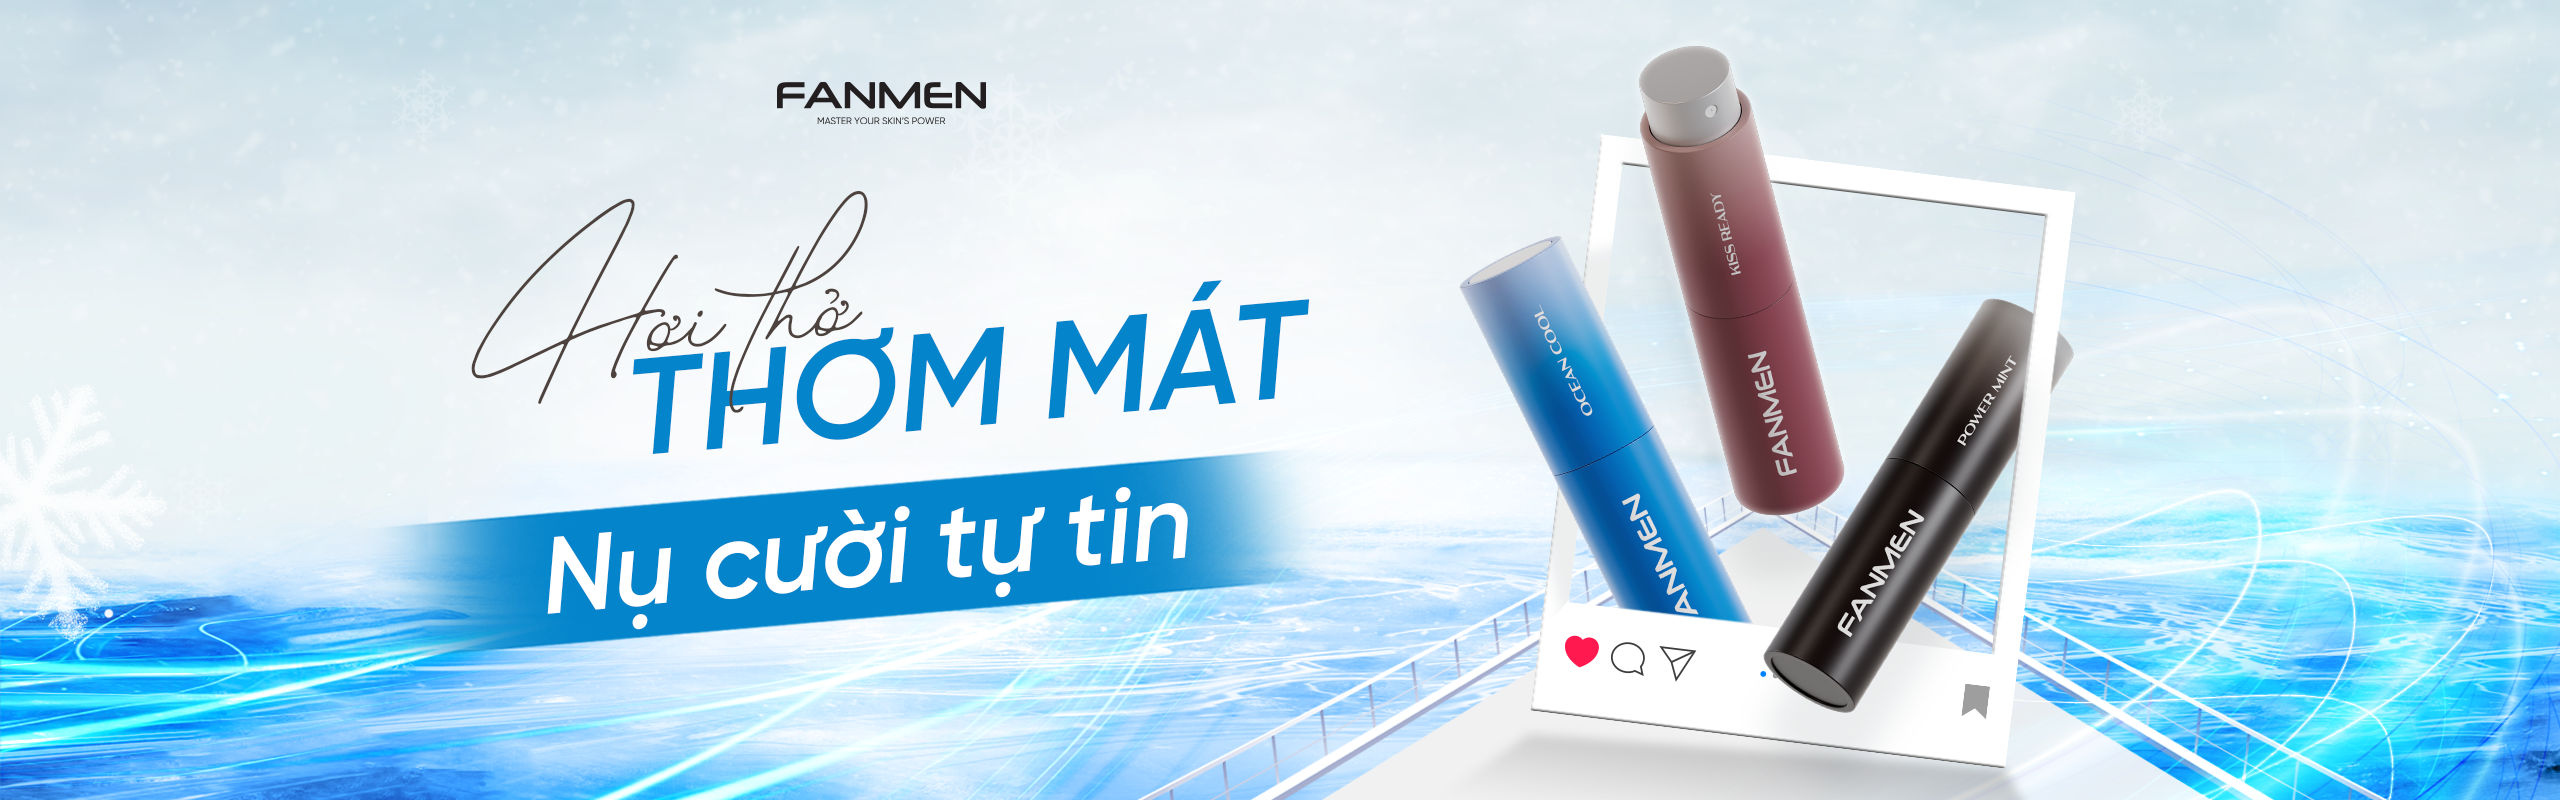 FANMEN
MASTER YOUR SKIN'S POWER
Hơi thở
THƠM MÁT
Nụ cười tự tin
OCEAN COOL
ANMEN
KISS READY
FANMEN
POWER MINT
FANMEN